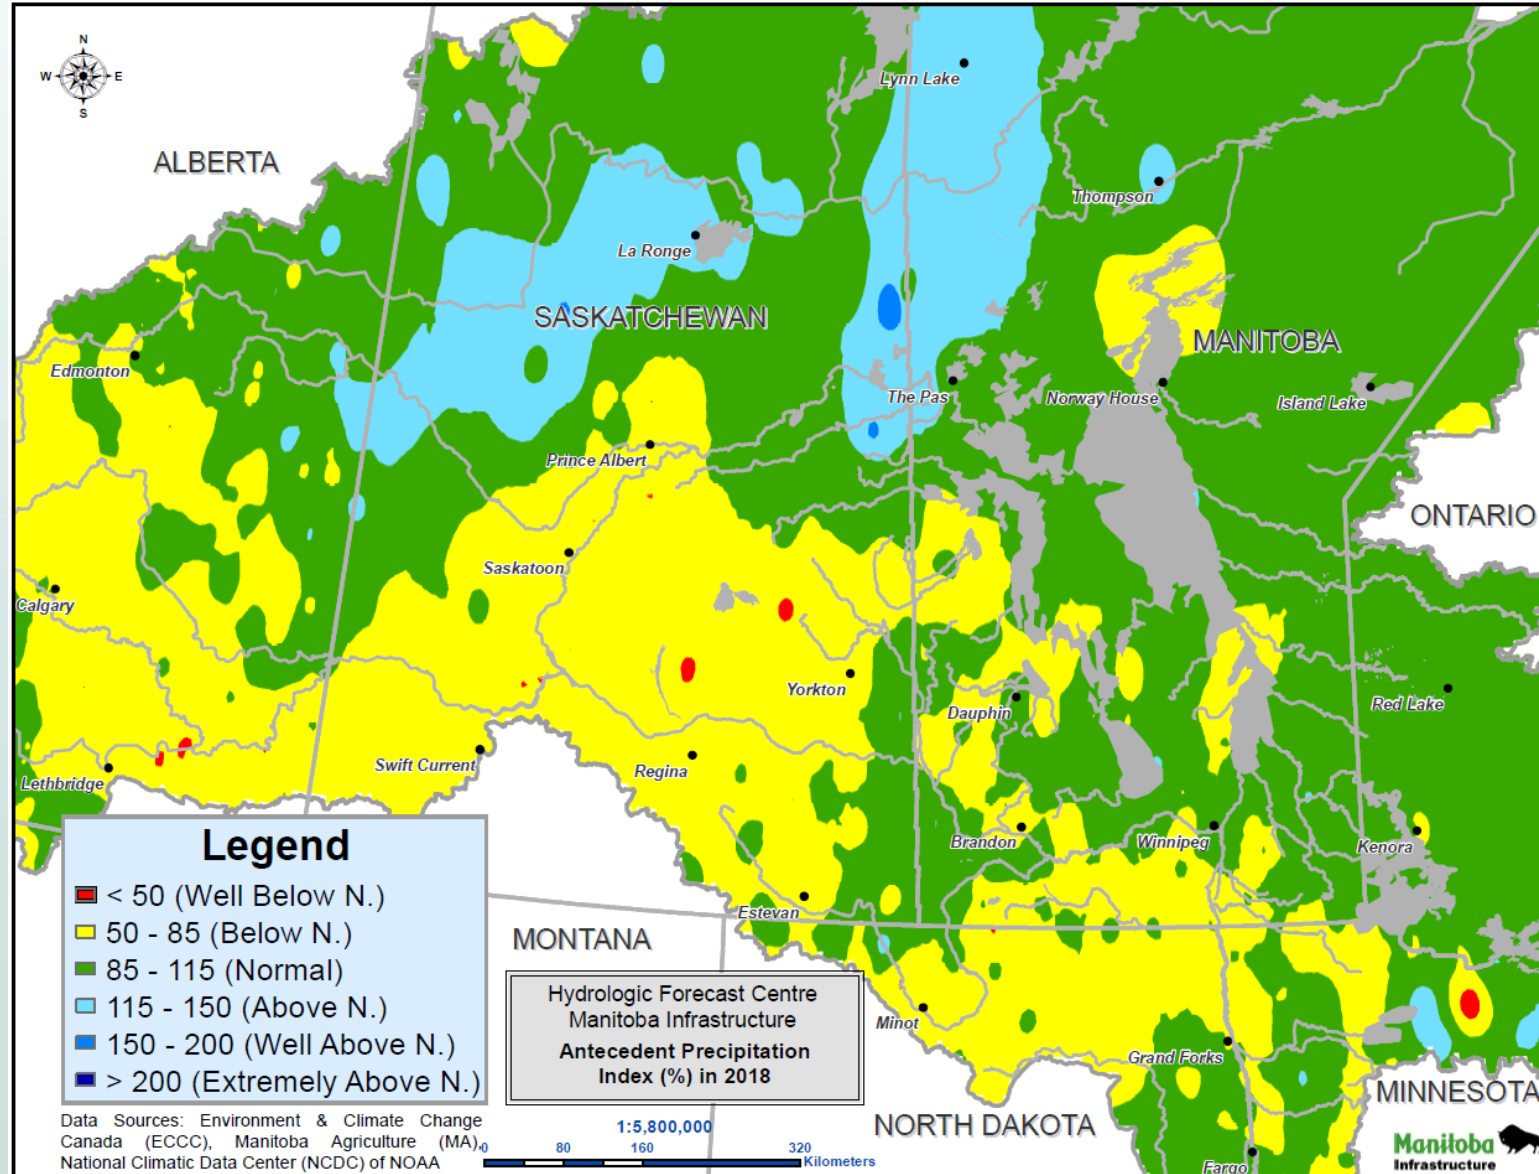 N
W E
S
Lynn Lake
ALBERTA
Thompson
La Ronge
SASKATCHEWAN
MANITOBA
Edmonton
The Pas
Norway House
Island Lake
Prince Albert
ONTARIO
Saskatoon
Calgary
Yorkton
Dauphin
Red Lake
Lethbridge
Swift Current
Regina
Brandon
Winnipeg
Kenora
Estevan
MONTANA
Minot
Grand Forks
MINNESOTA
NORTH DAKOTA
Fargo
Legend
< 50 (Well Below N.)
50 - 85 (Below N.)
85 - 115 (Normal)
115 - 150 (Above N.)
150 - 200 (Well Above N.)
> 200 (Extremely Above N.)
Hydrologic Forecast Centre
Manitoba Infrastructure
Antecedent Precipitation
Index (%) in 2018
Data Sources: Environment & Climate Change
Canada (ECCC), Manitoba Agriculture (MA),
National Climatic Data Center (NCDC) of NOAA
1:5,800,000
0 80 160 320
Kilometers
Manitoba
Infrastructure